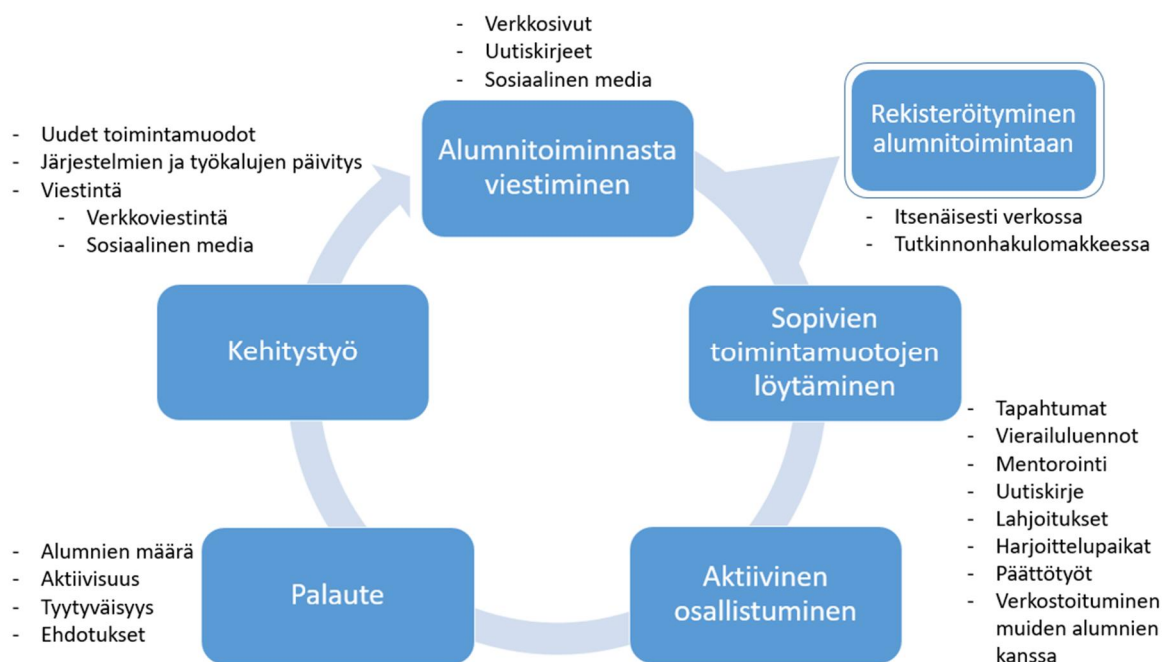 - Verkkosivut
- Uutiskirjeet
- Sosiaalinen media
Alumnitoiminnasta
viestiminen
Rekisteröityminen
alumnitoimintaan
- Itsenäisesti verkossa
- Tutkinnonhakulomakkeessa
Sopivien
toimintamuotojen
löytäminen
- Tapahtumat
- Vierailuluennot
- Mentorointi
- Uutiskirje
- Lahjoitukset
- Harjoittelupaikat
- Päättötyöt
- Verkostoituminen
muiden alumnien
kanssa
Aktiivinen
osallistuminen
Palaute
- Alumnien määrä
- Aktiivisuus
- Tyytyväisyys
- Ehdotukset
Kehitystyö
- Uudet toimintamuodot
- Järjestelmien ja työkalujen päivitys
- Viestintä
- Verkkoviestintä
- Sosiaalinen media